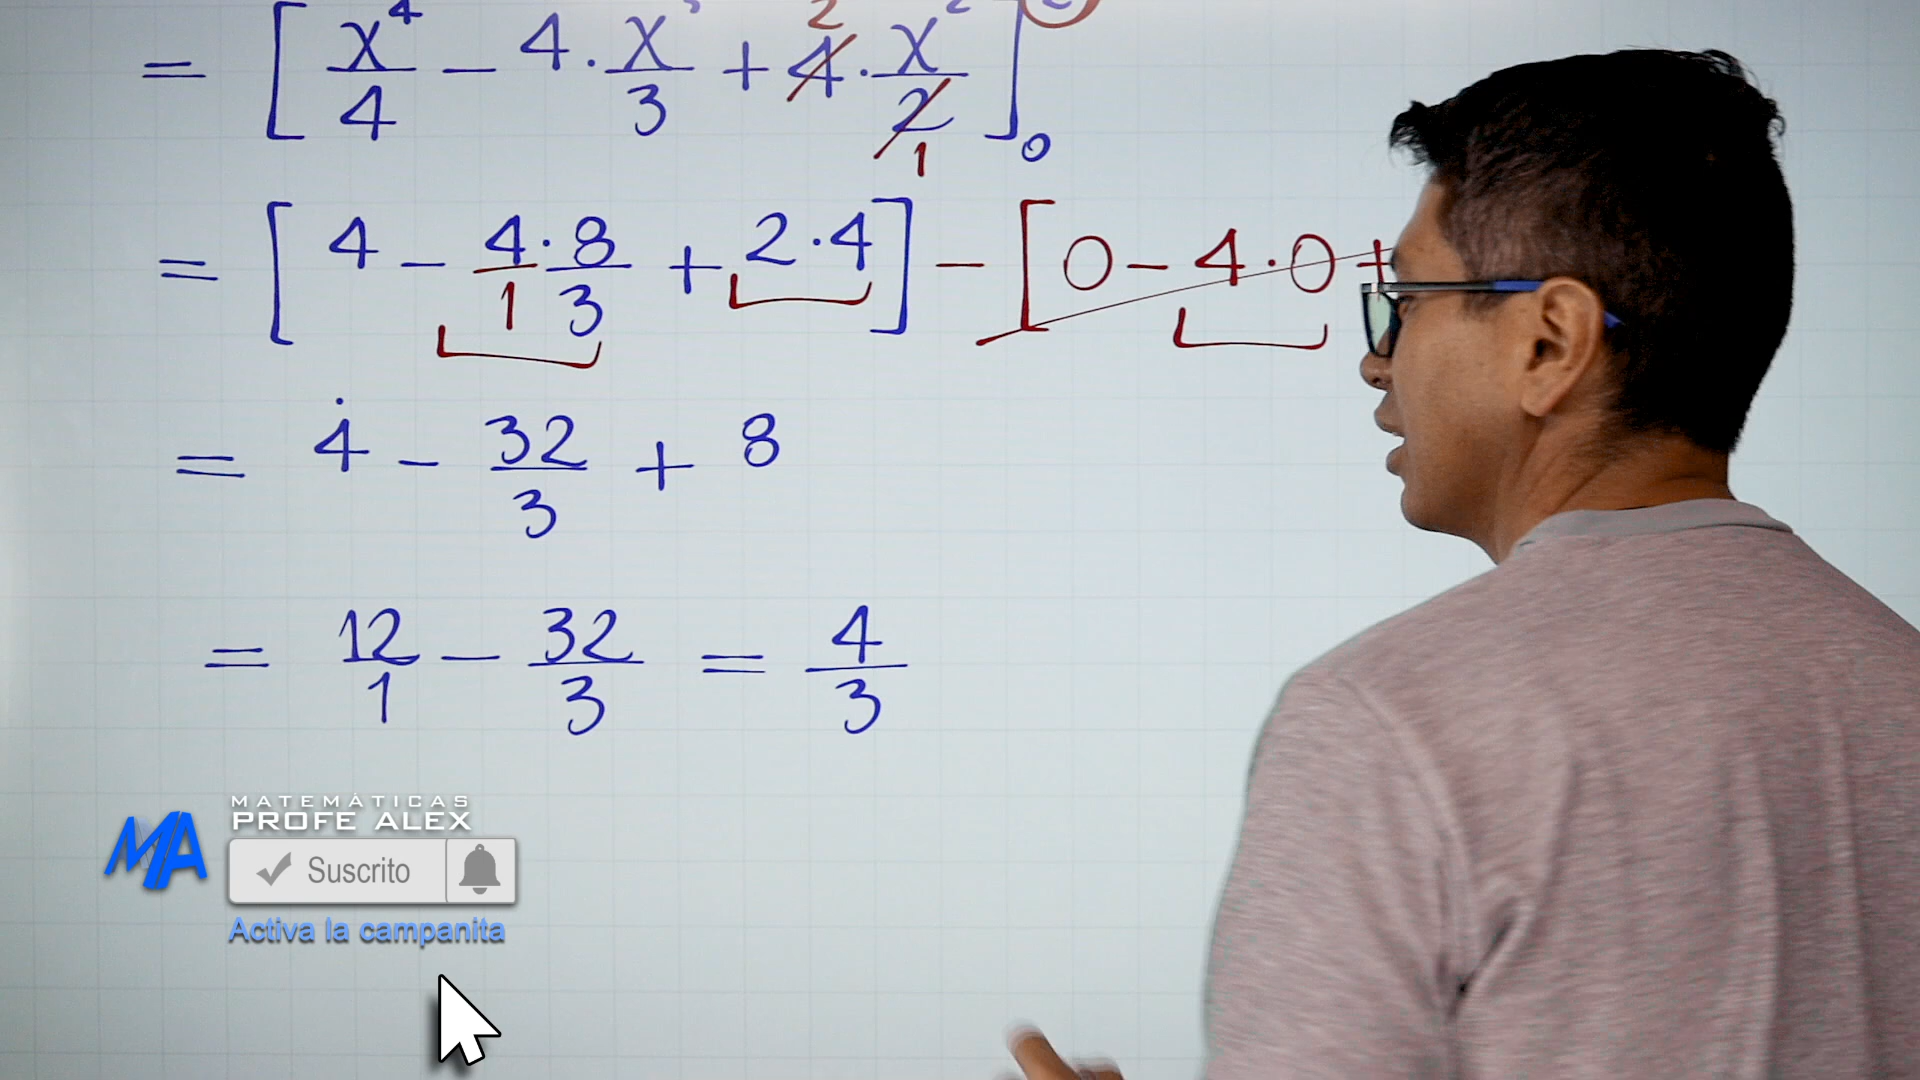 = [ x⁴/4 − 4 · x³/3 + 4 · x²/2 ]₀ 2 1
= [ 4 − 4/1 · 8/3 + 2 · 4 ] − [ 0 − 4 · 0 +
= 4 − 32/3 + 8
= 12/1 − 32/3 = 4/3
MATEMÁTICAS
PROFE ALEX
Suscrito
Activa la campanita